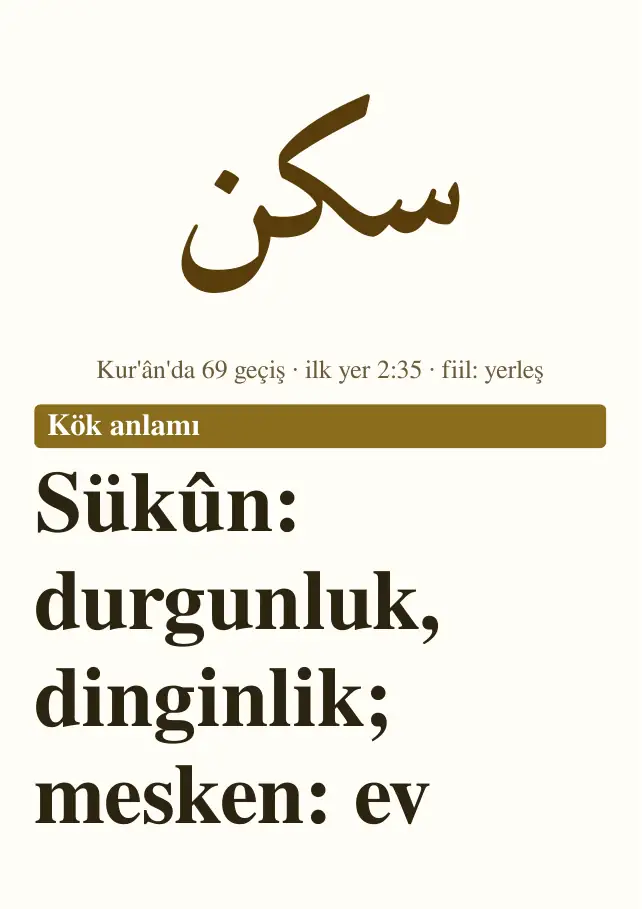 سكن
Kur'ân'da 69 geçiş · ilk yer 2:35 · fiil: yerleş
Kök anlamı
Sükûn:
durgunluk,
dinginlik;
mesken: ev